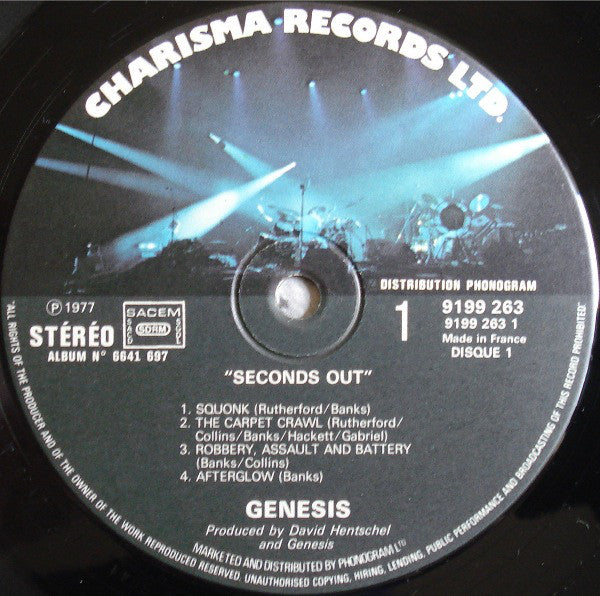 CHARISMA RECORDS LTD.
DISTRIBUTION PHONOGRAM
℗ 1977
STÉRÉO
ALBUM N° 6641 697
SACEM
SDRM
1
9199 263
9199 263 1
Made in France
DISQUE 1
"SECONDS OUT"
1. SQUONK (Rutherford/Banks)
2. THE CARPET CRAWL (Rutherford/
Collins/Banks/Hackett/Gabriel)
3. ROBBERY, ASSAULT AND BATTERY
(Banks/Collins)
4. AFTERGLOW (Banks)
GENESIS
Produced by David Hentschel
and Genesis
MARKETED AND DISTRIBUTED BY PHONOGRAM LTD
"ALL RIGHTS OF THE PRODUCER AND OF THE OWNER OF THE WORK REPRODUCED RESERVED. UNAUTHORISED COPYING, HIRING, LENDING, PUBLIC PERFORMANCE AND BROADCASTING OF THIS RECORD PROHIBITED."